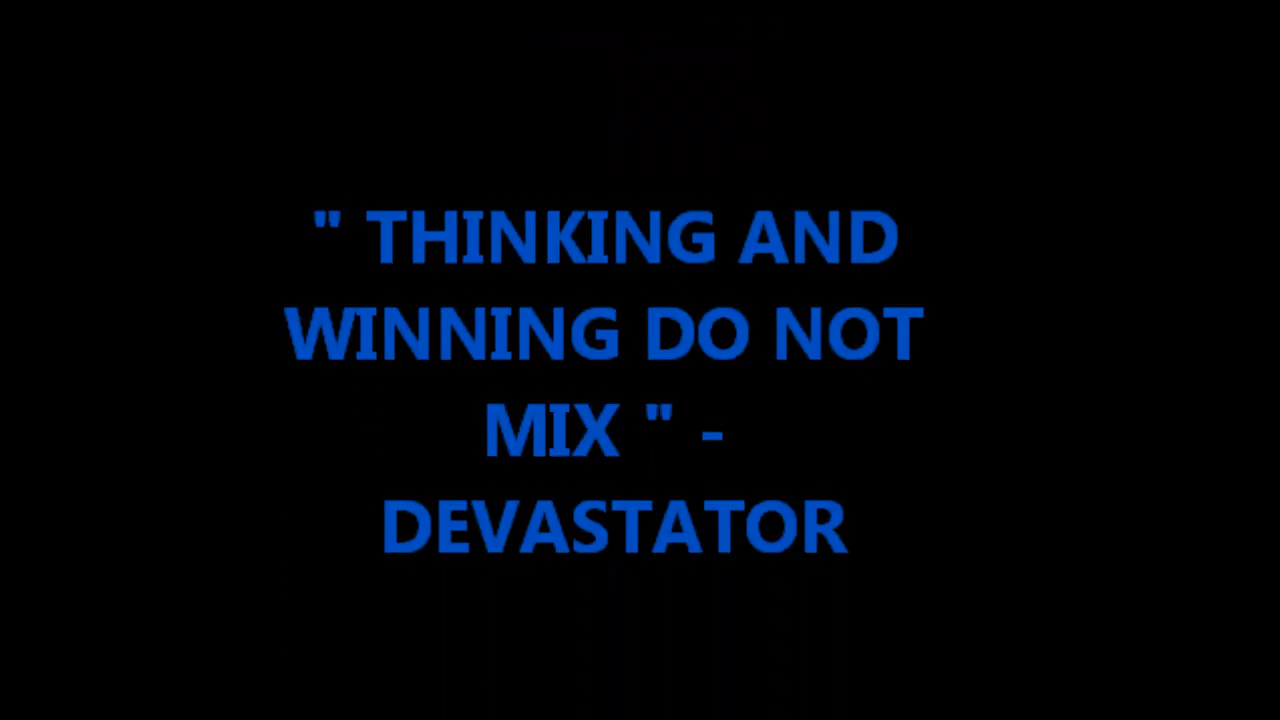 " THINKING AND
WINNING DO NOT
MIX " -
DEVASTATOR